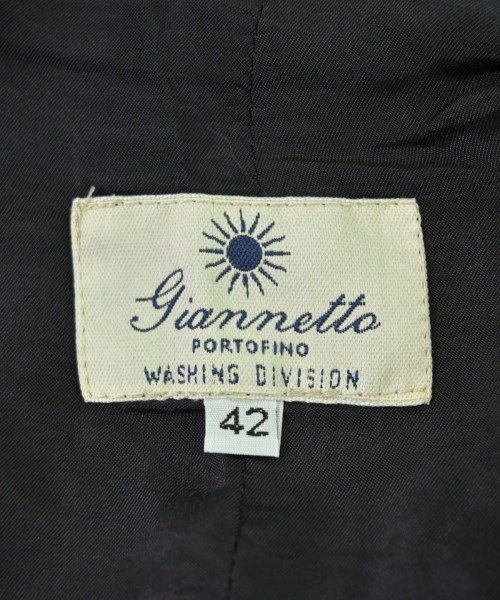 Giannetto
PORTOFINO
WASHING DIVISION
42